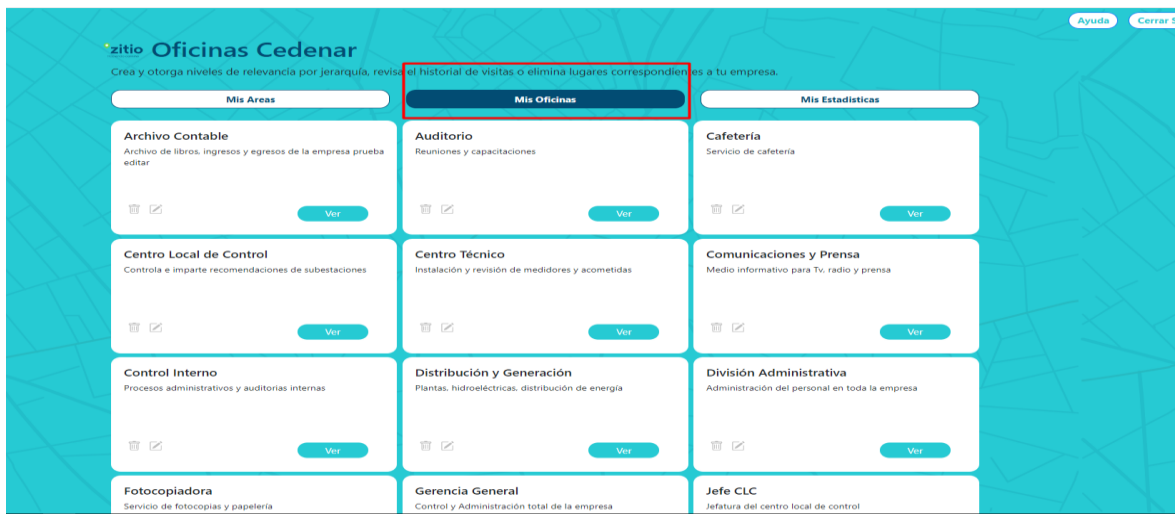 Ayuda
Cerrar S
zitio Oficinas Cedenar
Crea y otorga niveles de relevancia por jerarquía, revisa el historial de visitas o elimina lugares correspondientes a tu empresa.
Mis Areas
Mis Oficinas
Mis Estadisticas
Archivo Contable
Archivo de libros, ingresos y egresos de la empresa prueba
editar
Ver
Auditorio
Reuniones y capacitaciones
Ver
Cafetería
Servicio de cafetería
Ver
Centro Local de Control
Controla e imparte recomendaciones de subestaciones
Ver
Centro Técnico
Instalación y revisión de medidores y acometidas
Ver
Comunicaciones y Prensa
Medio informativo para Tv, radio y prensa
Ver
Control Interno
Procesos administrativos y auditorias internas
Ver
Distribución y Generación
Plantas, hidroeléctricas, distribución de energía
Ver
División Administrativa
Administración del personal en toda la empresa
Ver
Fotocopiadora
Servicio de fotocopias y papelería
Gerencia General
Control y Administración total de la empresa
Jefe CLC
Jefatura del centro local de control